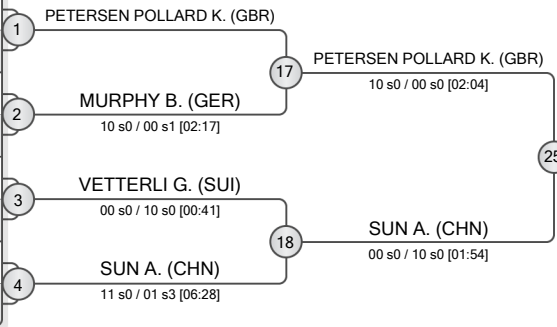 1
PETERSEN POLLARD K. (GBR)
2
MURPHY B. (GER)
10 s0 / 00 s1 [02:17]
17
PETERSEN POLLARD K. (GBR)
10 s0 / 00 s0 [02:04]
3
VETTERLI G. (SUI)
00 s0 / 10 s0 [00:41]
4
SUN A. (CHN)
11 s0 / 01 s3 [06:28]
18
SUN A. (CHN)
00 s0 / 10 s0 [01:54]
25